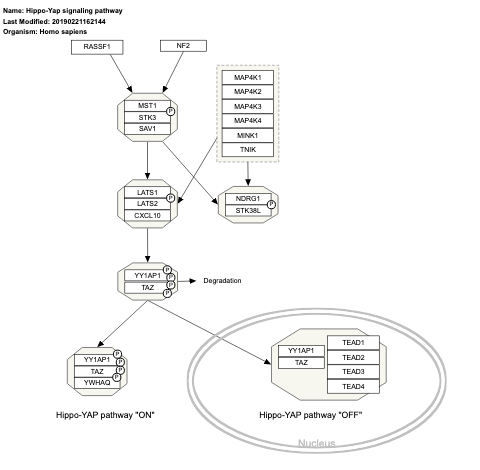 Name: Hippo-Yap signaling pathway
Last Modified: 20190221162144
Organism: Homo sapiens
RASSF1
NF2
MAP4K1
MAP4K2
MAP4K3
MAP4K4
MINK1
TNIK
MST1
STK3
SAV1
P
LATS1
LATS2
CXCL10
P
NDRG1
STK38L
P
YY1AP1
TAZ
P
P
P
P
Degradation
YY1AP1
TAZ
YWHAQ
P
P
P
P
Hippo-YAP pathway "ON"
YY1AP1
TAZ
TEAD1
TEAD2
TEAD3
TEAD4
Hippo-YAP pathway "OFF"
Nucleus